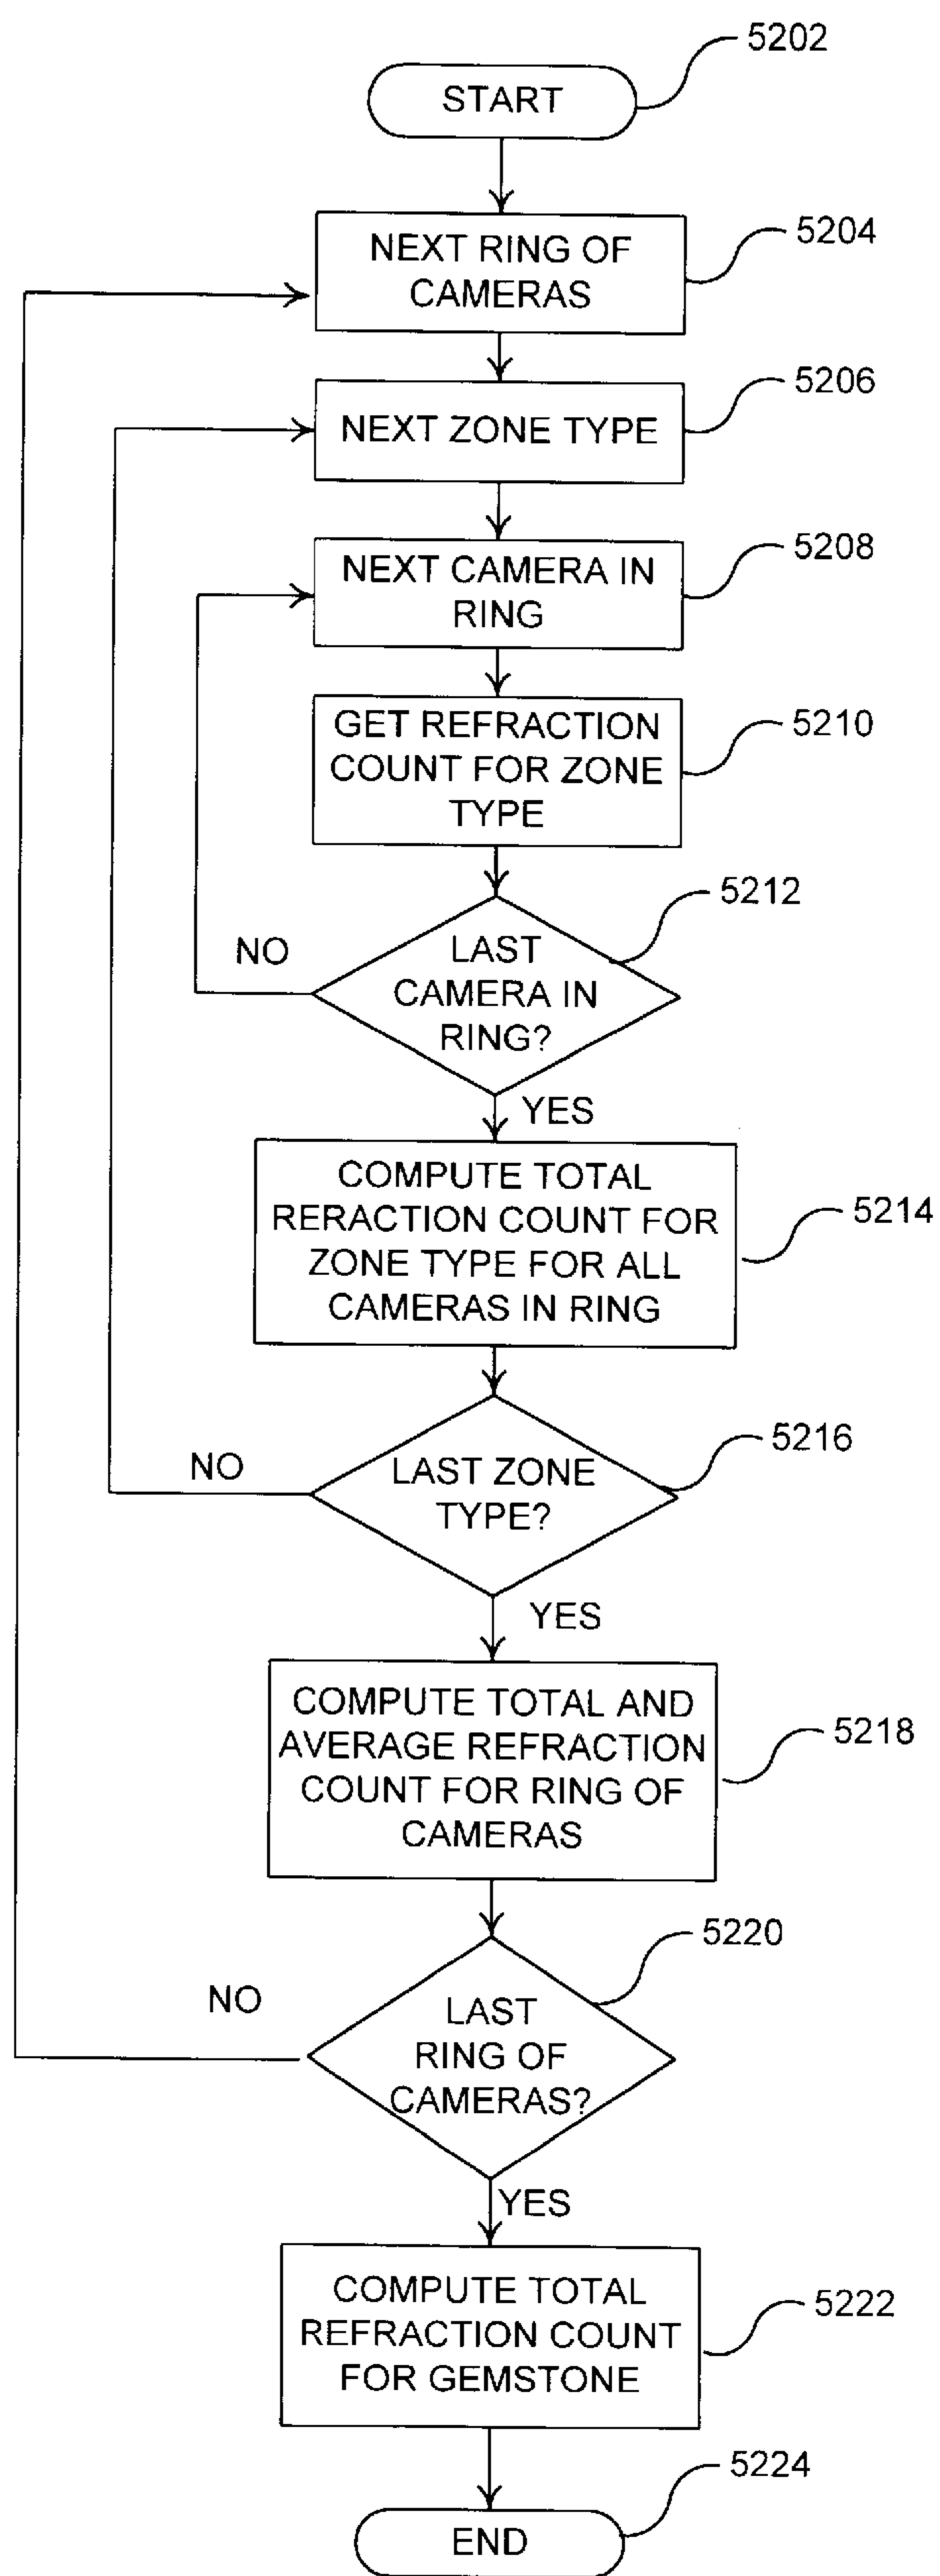 5202
START
5204
NEXT RING OF
CAMERAS
5206
NEXT ZONE TYPE
5208
NEXT CAMERA IN
RING
5210
GET REFRACTION
COUNT FOR ZONE
TYPE
5212
NO
LAST
CAMERA IN
RING?
YES
COMPUTE TOTAL
RERACTION COUNT FOR
ZONE TYPE FOR ALL
CAMERAS IN RING
5214
5216
NO
LAST ZONE
TYPE?
YES
COMPUTE TOTAL AND
AVERAGE REFRACTION
COUNT FOR RING OF
CAMERAS
5218
5220
NO
LAST
RING OF
CAMERAS?
YES
COMPUTE TOTAL
REFRACTION COUNT
FOR GEMSTONE
5222
5224
END